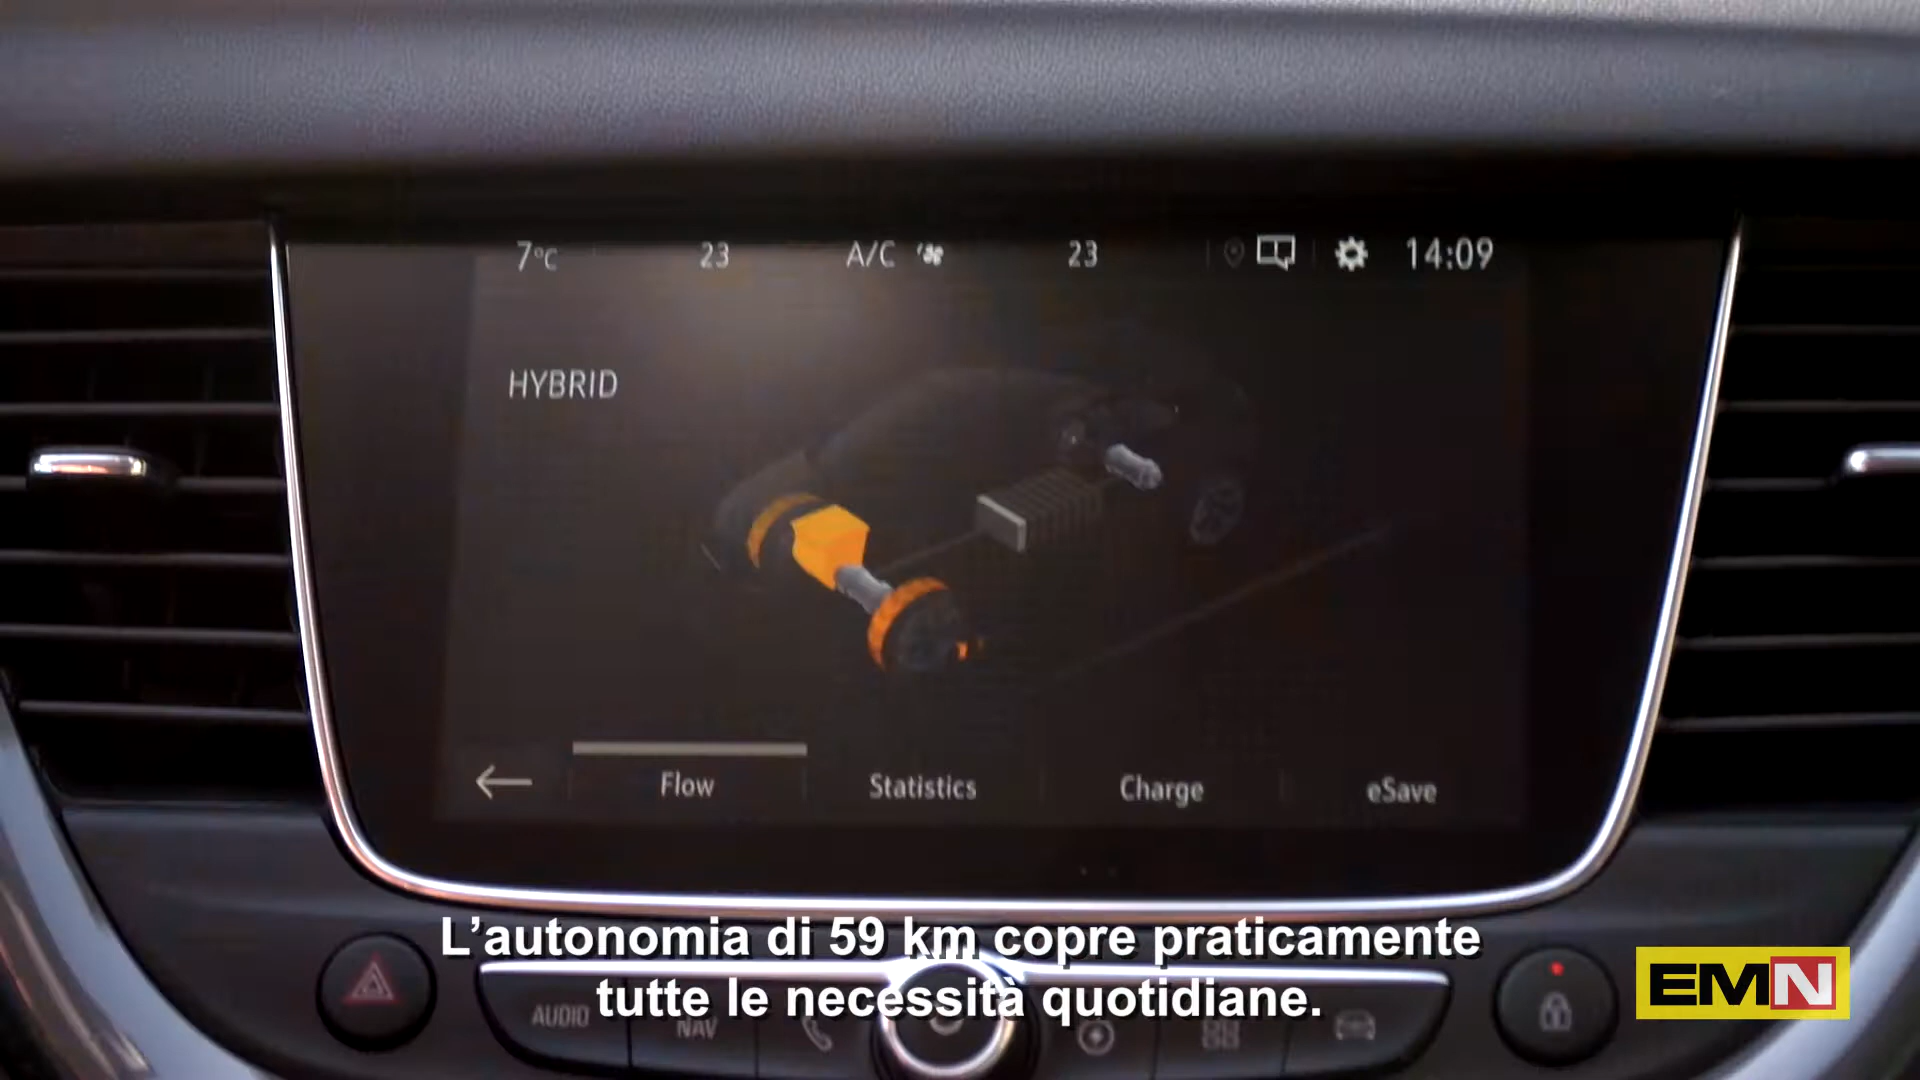 7°C 23 A/C 23 14:09
HYBRID
Flow Statistics Charge eSave
L’autonomia di 59 km copre praticamente
tutte le necessità quotidiane.
AUDIO NAV
EMN